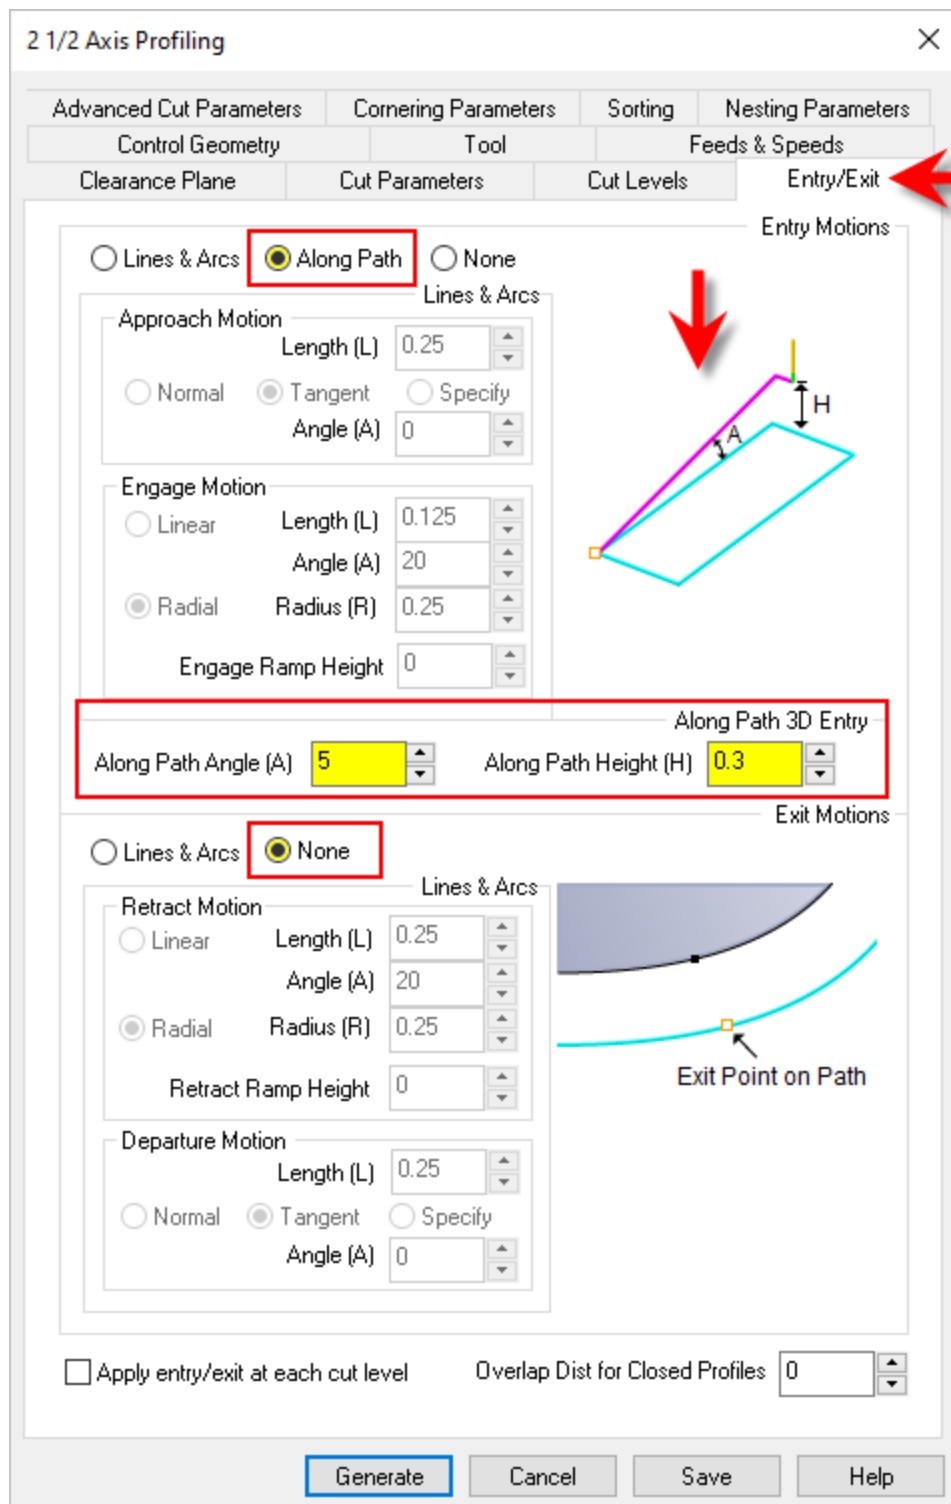 2 1/2 Axis Profiling
Advanced Cut Parameters Cornering Parameters Sorting Nesting Parameters
Control Geometry Tool Feeds & Speeds
Clearance Plane Cut Parameters Cut Levels Entry/Exit
Entry Motions
Lines & Arcs Along Path None
Lines & Arcs
Approach Motion
Length (L) 0.25
Normal Tangent Specify
Angle (A) 0
H
A
Engage Motion
Linear Length (L) 0.125
Angle (A) 20
Radial Radius (R) 0.25
Engage Ramp Height 0
Along Path 3D Entry
Along Path Angle (A) 5 Along Path Height (H) 0.3
Exit Motions
Lines & Arcs None
Lines & Arcs
Retract Motion
Linear Length (L) 0.25
Angle (A) 20
Radial Radius (R) 0.25
Retract Ramp Height 0
Exit Point on Path
Departure Motion
Length (L) 0.25
Normal Tangent Specify
Angle (A) 0
Apply entry/exit at each cut level Overlap Dist for Closed Profiles 0
Generate Cancel Save Help